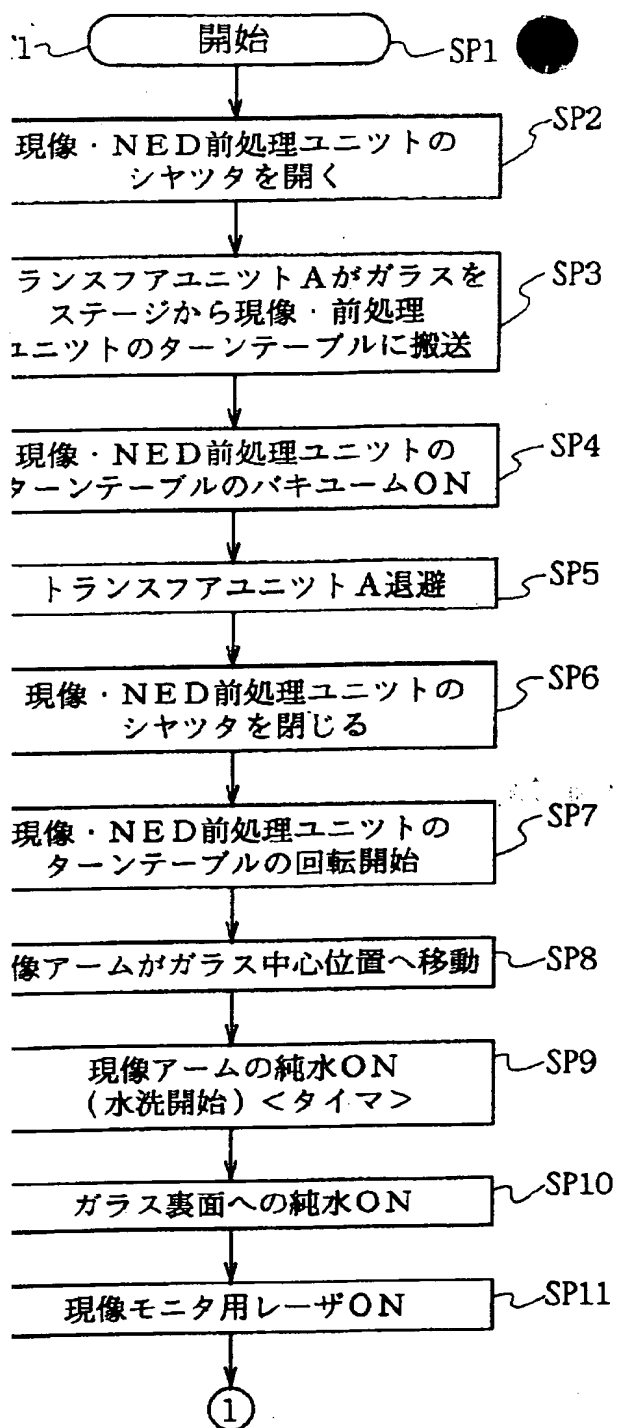 開始
SP1
SP2
現像・NED前処理ユニツトの
シヤツタを開く
SP3
ランスフアユニツトAがガラスを
ステージから現像・前処理
ユニツトのターンテーブルに搬送
SP4
現像・NED前処理ユニツトの
ターンテーブルのバキユームON
SP5
トランスフアユニツトA退避
SP6
現像・NED前処理ユニツトの
シヤツタを閉じる
SP7
現像・NED前処理ユニツトの
ターンテーブルの回転開始
SP8
像アームがガラス中心位置へ移動
SP9
現像アームの純水ON
(水洗開始)<タイマ>
SP10
ガラス裏面への純水ON
SP11
現像モニタ用レーザON
1